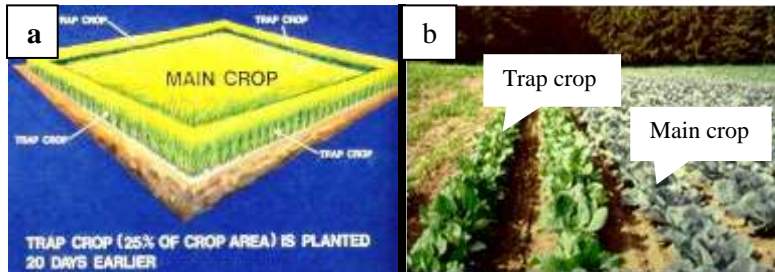 a
TRAP CROP
TRAP CROP
MAIN CROP
TRAP CROP
TRAP CROP
TRAP CROP (25% OF CROP AREA) IS PLANTED
20 DAYS EARLIER
b
Trap crop
Main crop